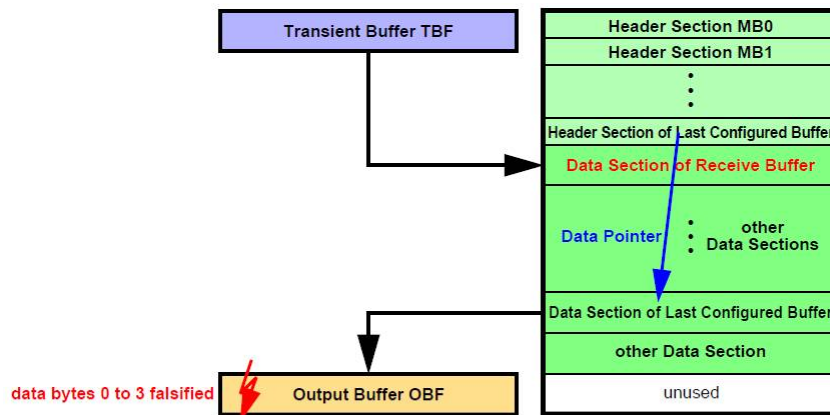 Transient Buffer TBF
Header Section MB0
Header Section MB1
Header Section of Last Configured Buffer
Data Section of Receive Buffer
Data Pointer
other
Data Sections
Data Section of Last Configured Buffer
other Data Section
data bytes 0 to 3 falsified
Output Buffer OBF
unused